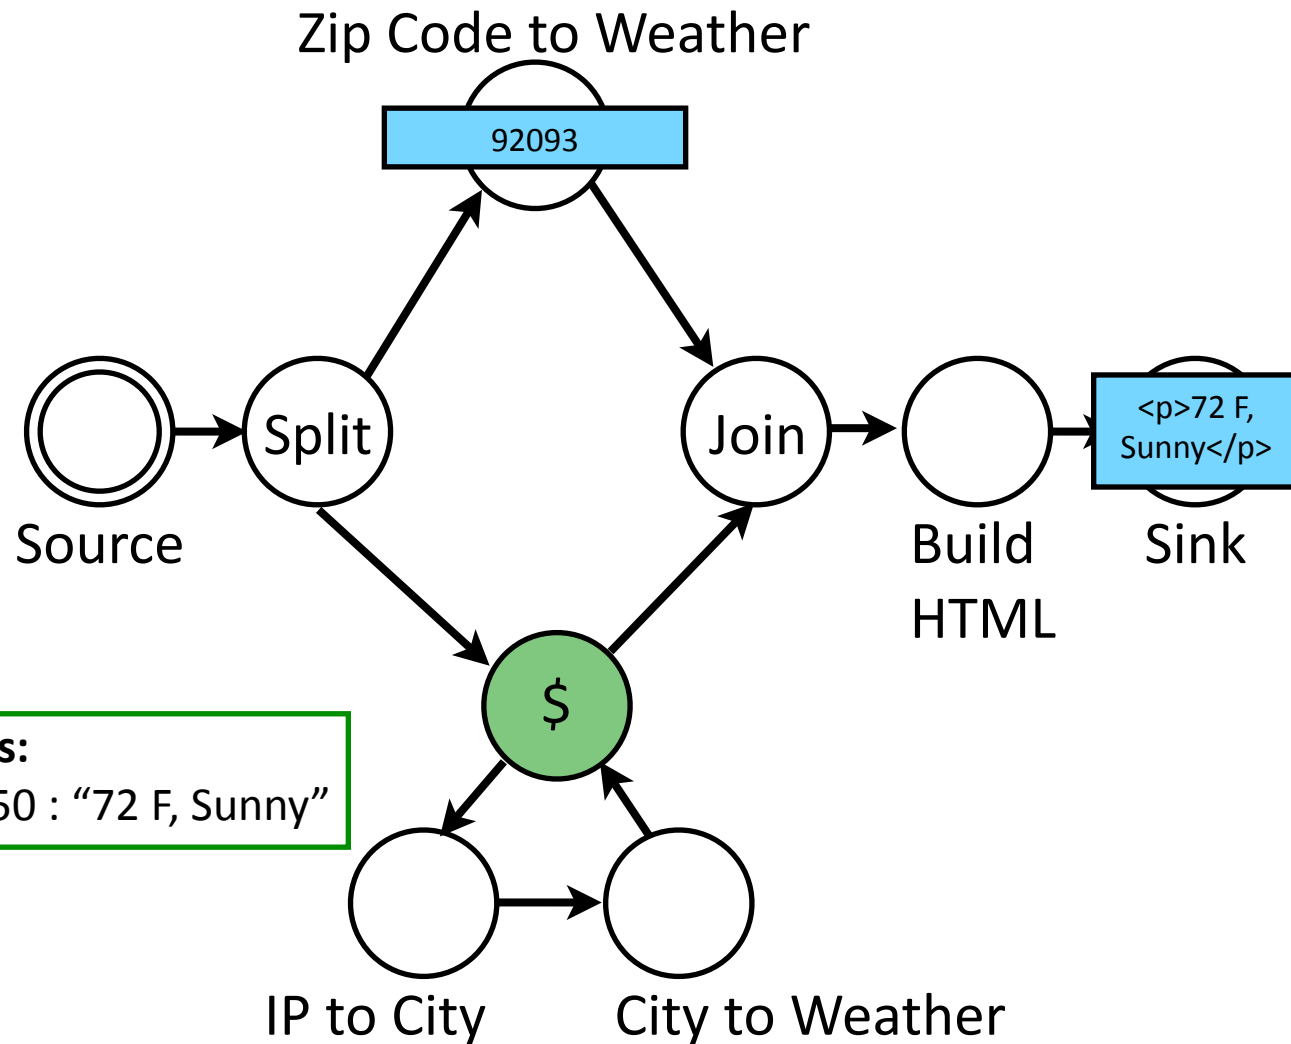 Zip Code to Weather
92093
Split
Join
<p>72 F,
Sunny</p>
Source
Build
HTML
Sink
$
s:
50 : “72 F, Sunny”
IP to City
City to Weather